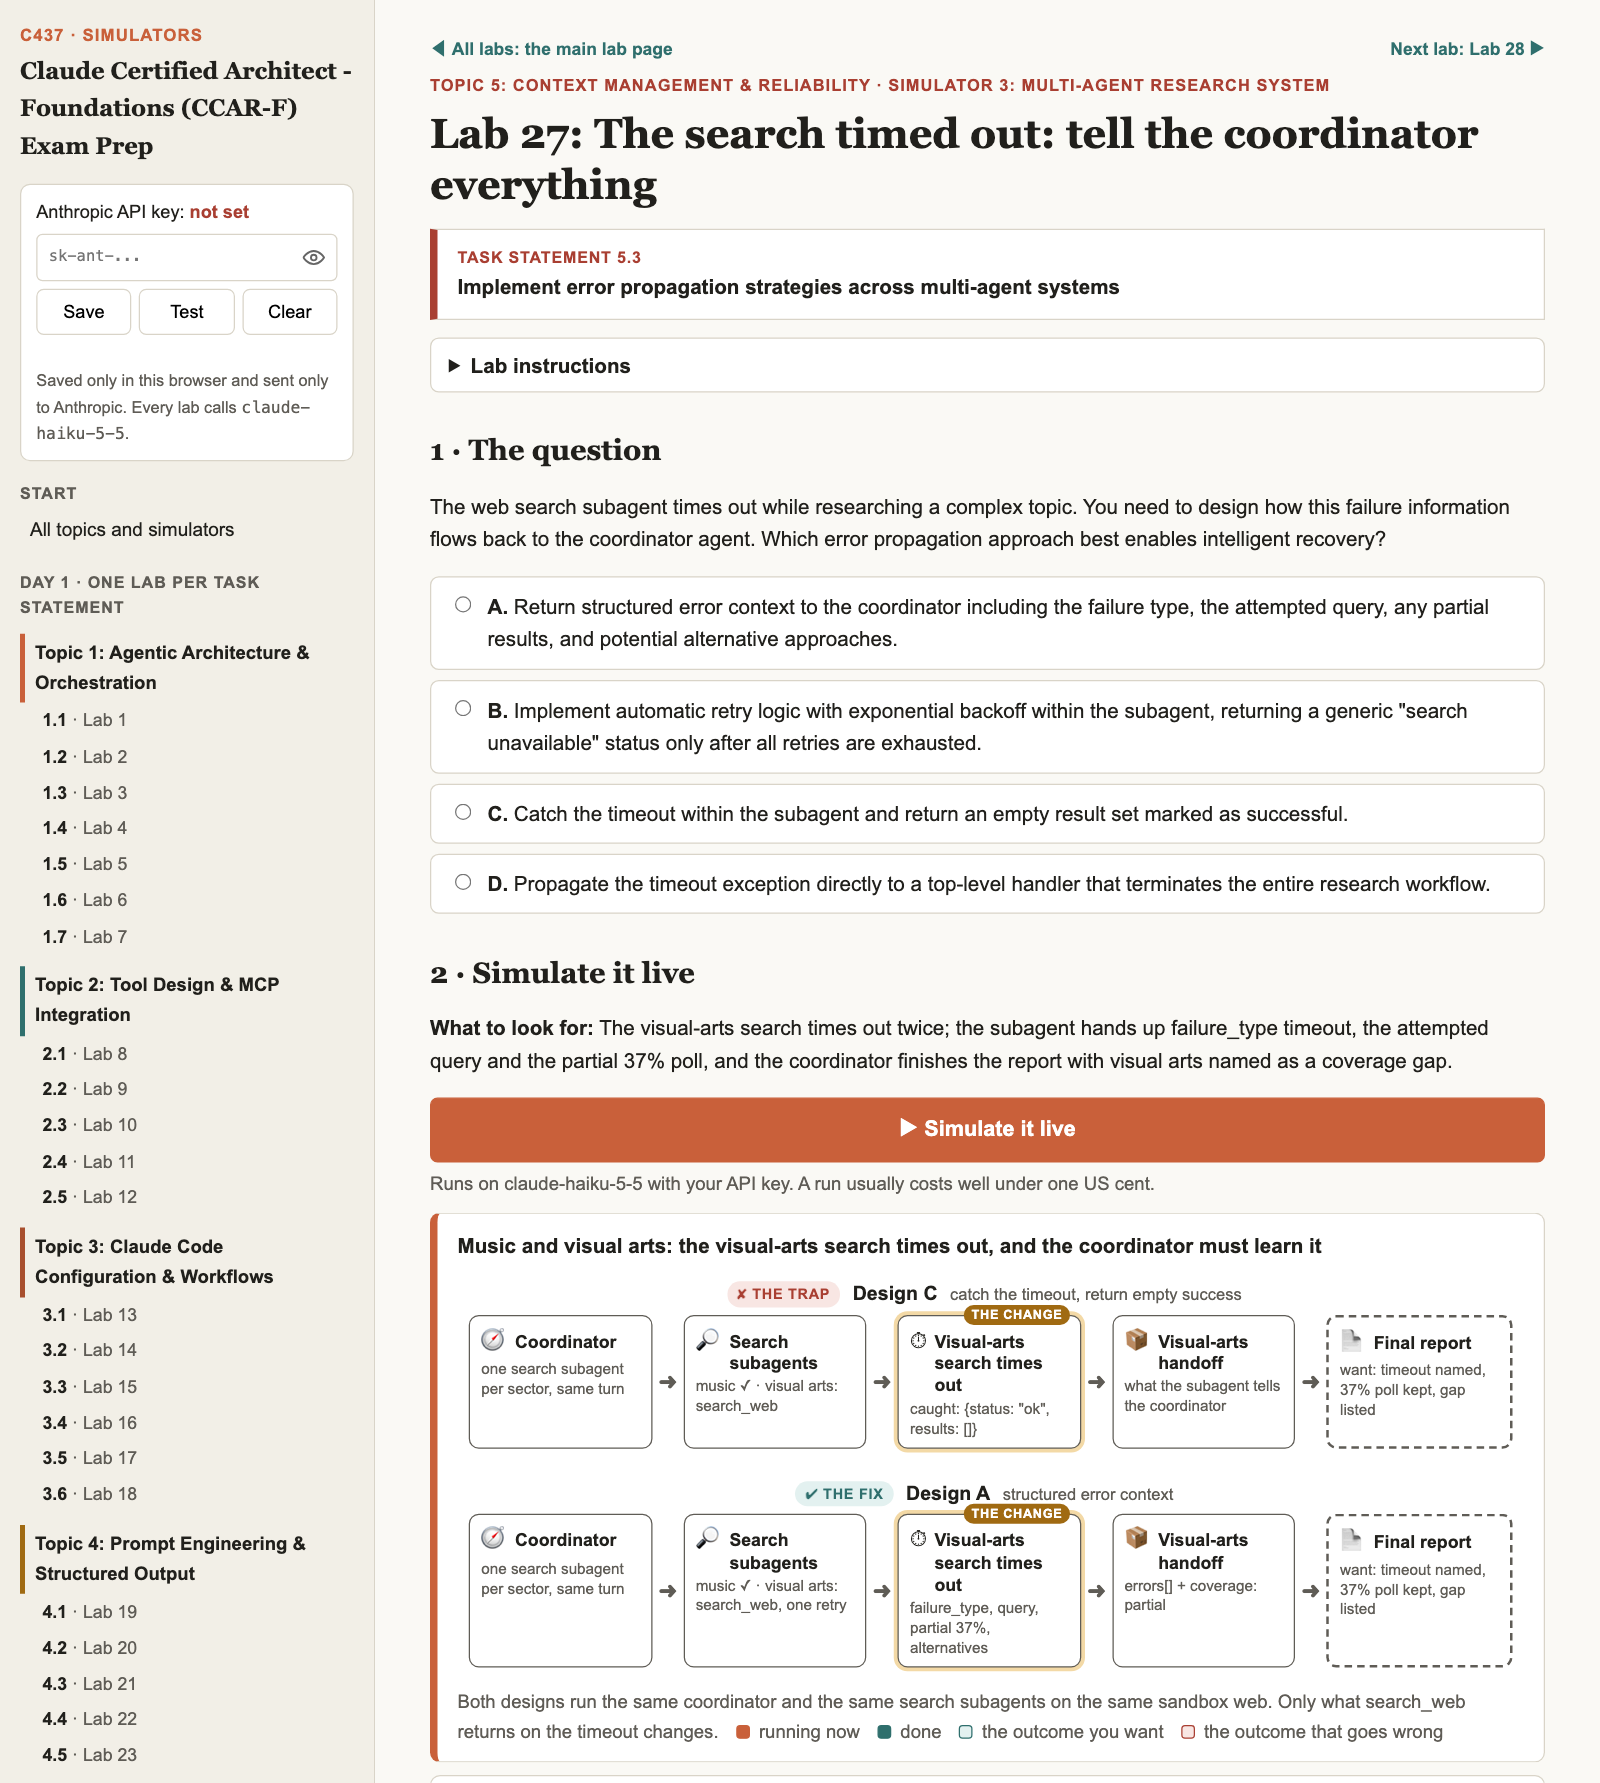 C437 · SIMULATORS
Claude Certified Architect -
Foundations (CCAR-F)
Exam Prep
Anthropic API key: not set
sk-ant-...
Save
Test
Clear
Saved only in this browser and sent only
to Anthropic. Every lab calls claude-
haiku-5-5.
START
All topics and simulators
DAY 1 · ONE LAB PER TASK
STATEMENT
Topic 1: Agentic Architecture &
Orchestration
1.1 · Lab 1
1.2 · Lab 2
1.3 · Lab 3
1.4 · Lab 4
1.5 · Lab 5
1.6 · Lab 6
1.7 · Lab 7
Topic 2: Tool Design & MCP
Integration
2.1 · Lab 8
2.2 · Lab 9
2.3 · Lab 10
2.4 · Lab 11
2.5 · Lab 12
Topic 3: Claude Code
Configuration & Workflows
3.1 · Lab 13
3.2 · Lab 14
3.3 · Lab 15
3.4 · Lab 16
3.5 · Lab 17
3.6 · Lab 18
Topic 4: Prompt Engineering &
Structured Output
4.1 · Lab 19
4.2 · Lab 20
4.3 · Lab 21
4.4 · Lab 22
4.5 · Lab 23
◀ All labs: the main lab page
Next lab: Lab 28 ▶
TOPIC 5: CONTEXT MANAGEMENT & RELIABILITY · SIMULATOR 3: MULTI-AGENT RESEARCH SYSTEM
Lab 27: The search timed out: tell the coordinator
everything
TASK STATEMENT 5.3
Implement error propagation strategies across multi-agent systems
▶ Lab instructions
1 · The question
The web search subagent times out while researching a complex topic. You need to design how this failure information
flows back to the coordinator agent. Which error propagation approach best enables intelligent recovery?
A. Return structured error context to the coordinator including the failure type, the attempted query, any partial
results, and potential alternative approaches.
B. Implement automatic retry logic with exponential backoff within the subagent, returning a generic "search
unavailable" status only after all retries are exhausted.
C. Catch the timeout within the subagent and return an empty result set marked as successful.
D. Propagate the timeout exception directly to a top-level handler that terminates the entire research workflow.
2 · Simulate it live
What to look for: The visual-arts search times out twice; the subagent hands up failure_type timeout, the attempted
query and the partial 37% poll, and the coordinator finishes the report with visual arts named as a coverage gap.
▶ Simulate it live
Runs on claude-haiku-5-5 with your API key. A run usually costs well under one US cent.
Music and visual arts: the visual-arts search times out, and the coordinator must learn it
✘ THE TRAP Design C catch the timeout, return empty success
THE CHANGE
Coordinator
one search subagent
per sector, same turn
➜
Search
subagents
music ✓ · visual arts:
search_web
➜
Visual-arts
search times
out
caught: {status: "ok",
results: []}
➜
Visual-arts
handoff
what the subagent tells
the coordinator
➜
Final report
want: timeout named,
37% poll kept, gap
listed
✔ THE FIX Design A structured error context
THE CHANGE
Coordinator
one search subagent
per sector, same turn
➜
Search
subagents
music ✓ · visual arts:
search_web, one retry
➜
Visual-arts
search times
out
failure_type, query,
partial 37%,
alternatives
➜
Visual-arts
handoff
errors[] + coverage:
partial
➜
Final report
want: timeout named,
37% poll kept, gap
listed
Both designs run the same coordinator and the same search subagents on the same sandbox web. Only what search_web
returns on the timeout changes. running now done the outcome you want the outcome that goes wrong